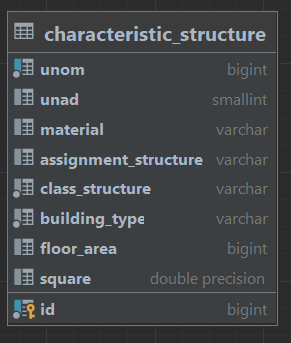 characteristic_structure
unom bigint
unad smallint
material varchar
assignment_structure varchar
class_structure varchar
building_type varchar
floor_area bigint
square double precision
id bigint